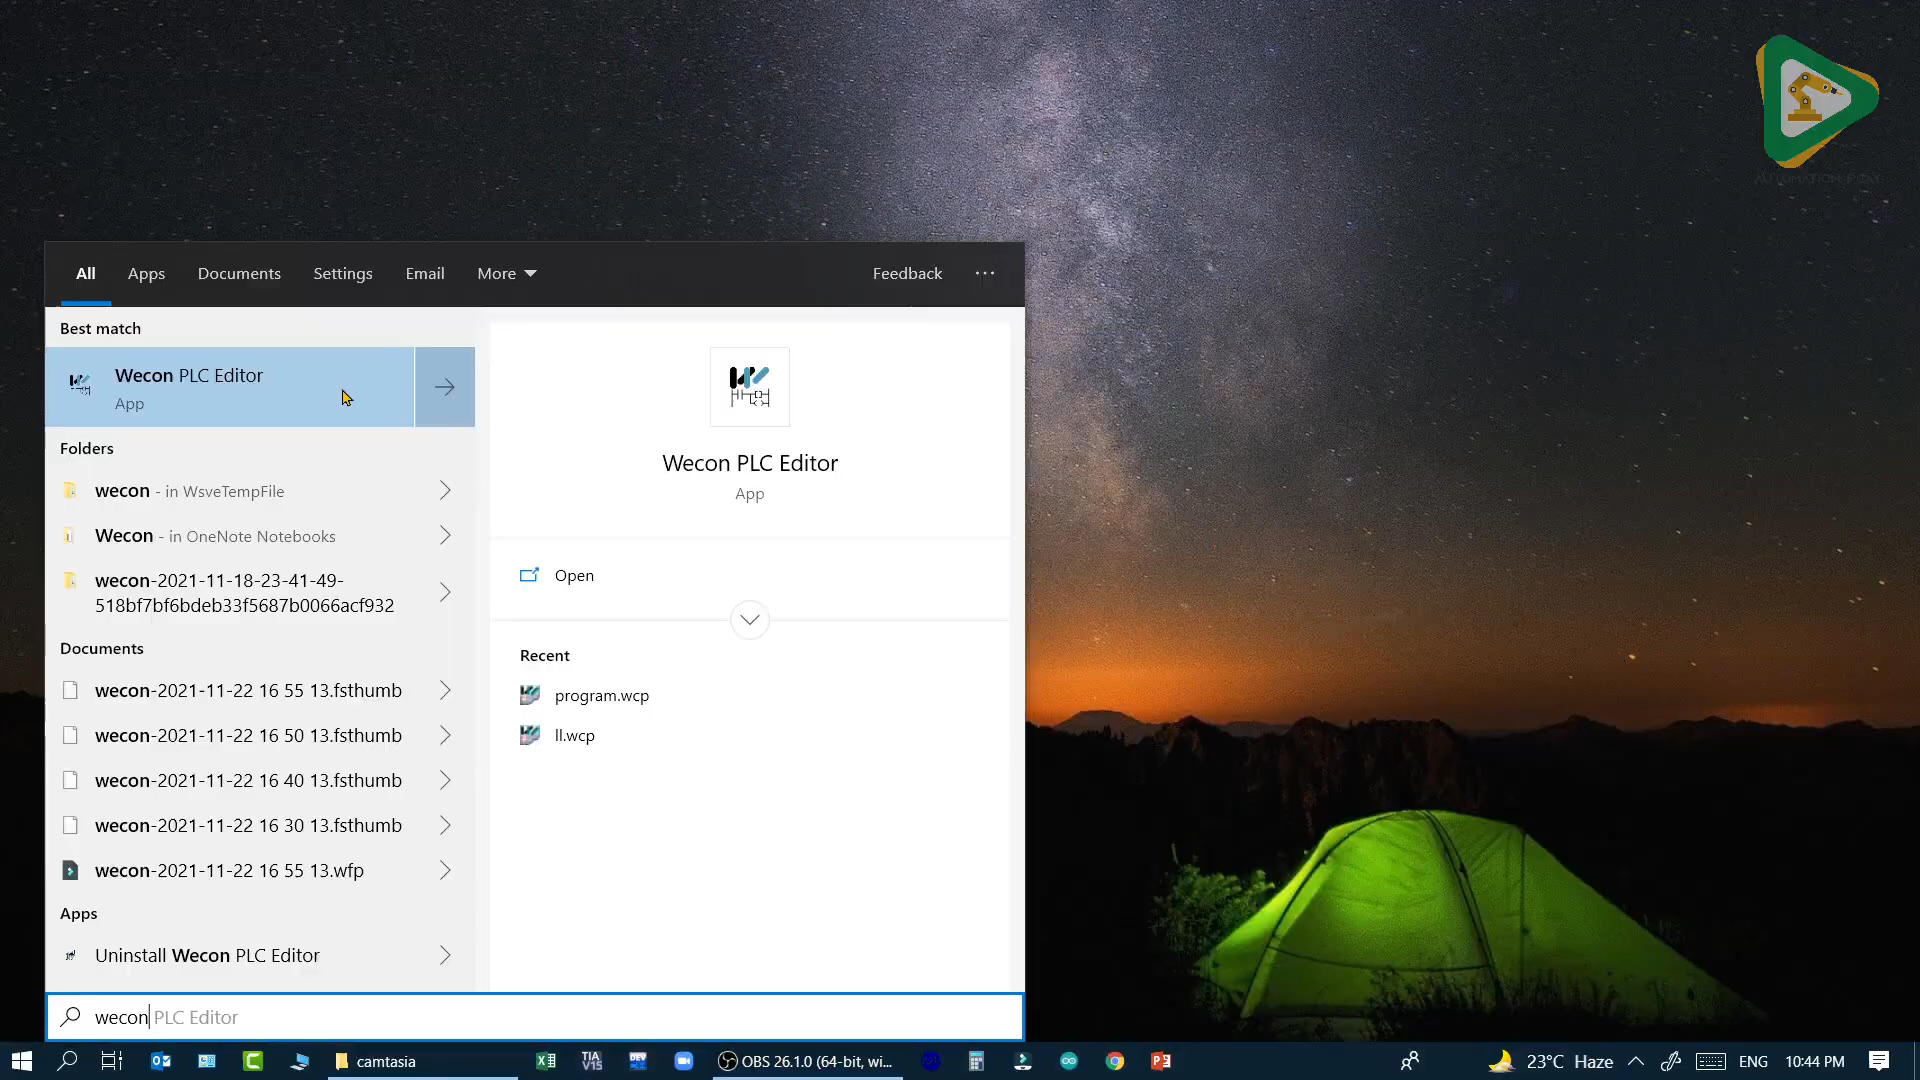 AUTOMATION PLAY
All Apps Documents Settings Email More Feedback ...
Best match
Wecon PLC Editor
App
Folders
wecon - in WsveTempFile
Wecon - in OneNote Notebooks
wecon-2021-11-18-23-41-49-
518bf7bf6bdeb33f5687b0066acf932
Documents
wecon-2021-11-22 16 55 13.fsthumb
wecon-2021-11-22 16 50 13.fsthumb
wecon-2021-11-22 16 40 13.fsthumb
wecon-2021-11-22 16 30 13.fsthumb
wecon-2021-11-22 16 55 13.wfp
Apps
Uninstall Wecon PLC Editor
Wecon PLC Editor
App
Open
Recent
program.wcp
ll.wcp
wecon PLC Editor
camtasia
TIA
V15
DEV
OBS 26.1.0 (64-bit, wi...
23°C Haze
ENG
10:44 PM